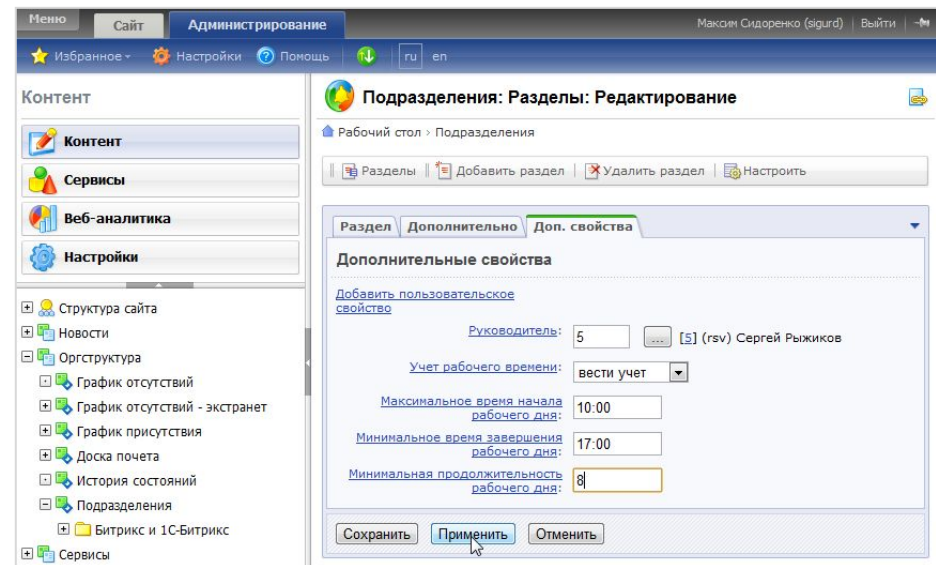 Меню Сайт Администрирование Максим Сидоренко (sigurd) Выйти
Избранное Настройки Помощь ru en
Контент
Контент
Сервисы
Веб-аналитика
Настройки
Структура сайта
Новости
Оргструктура
График отсутствий
График отсутствий - экстранет
График присутствия
Доска почета
История состояний
Подразделения
Битрикс и 1С-Битрикс
Сервисы
Подразделения: Разделы: Редактирование
Рабочий стол › Подразделения
Разделы Добавить раздел Удалить раздел Настроить
Раздел Дополнительно Доп. свойства
Дополнительные свойства
Добавить пользовательское
свойство
Руководитель: 5 ... [5] (rsv) Сергей Рыжиков
Учет рабочего времени: вести учет
Максимальное время начала
рабочего дня: 10:00
Минимальное время завершения
рабочего дня: 17:00
Минимальная продолжительность
рабочего дня: 8
Сохранить Применить Отменить